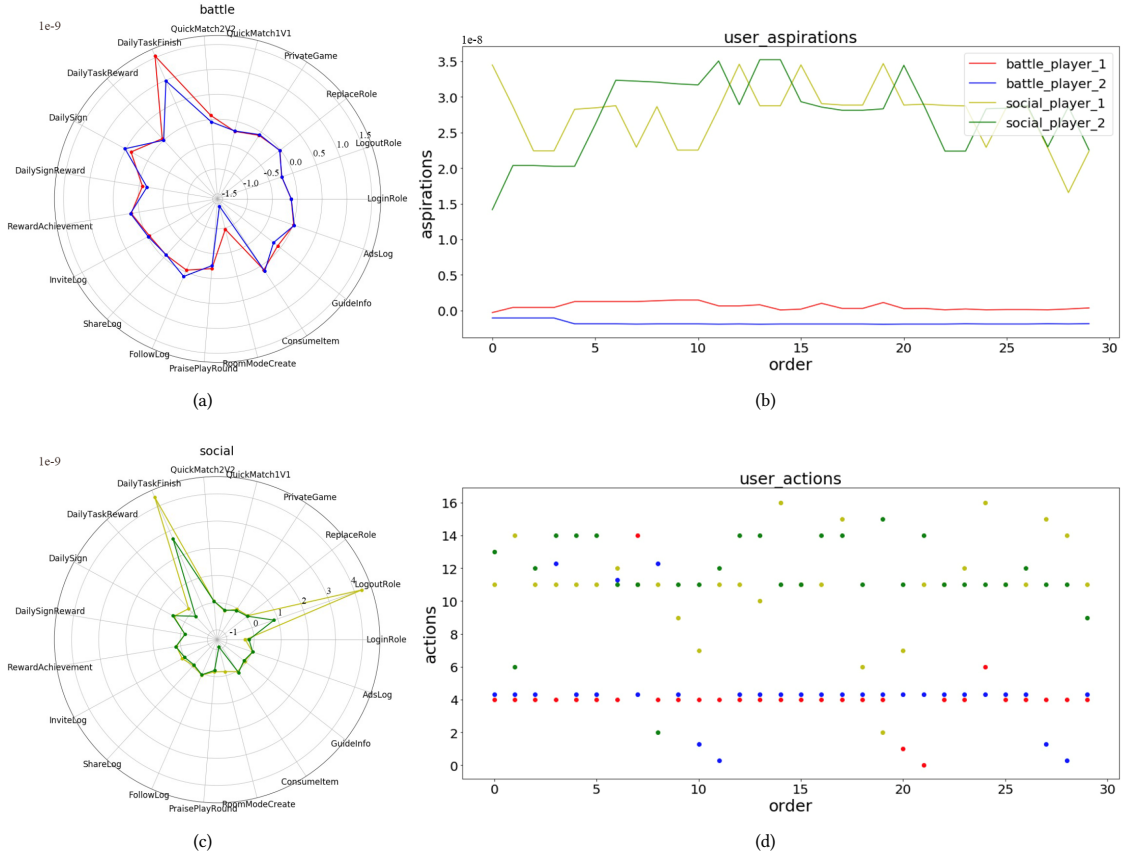 battle
1e-9
QuickMatch2V2
QuickMatch1V1
DailyTaskFinish
PrivateGame
DailyTaskReward
ReplaceRole
DailySign
1.5
1.0
0.5
0.0
-0.5
-1.0
-1.5
LogoutRole
DailySignReward
LoginRole
RewardAchievement
AdsLog
InviteLog
GuideInfo
ShareLog
ConsumeItem
FollowLog
RoomModeCreate
PraisePlayRound
(a)
1e-8
user_aspirations
3.5
3.0
2.5
2.0
1.5
1.0
0.5
0.0
aspirations
battle_player_1
battle_player_2
social_player_1
social_player_2
0 5 10 15 20 25 30
order
(b)
social
1e-9
QuickMatch2V2
QuickMatch1V1
DailyTaskFinish
PrivateGame
DailyTaskReward
ReplaceRole
DailySign
4
3
2
1
0
-1
LogoutRole
DailySignReward
LoginRole
RewardAchievement
AdsLog
InviteLog
GuideInfo
ShareLog
ConsumeItem
FollowLog
RoomModeCreate
PraisePlayRound
(c)
user_actions
16
14
12
10
8
6
4
2
0
actions
0 5 10 15 20 25 30
order
(d)